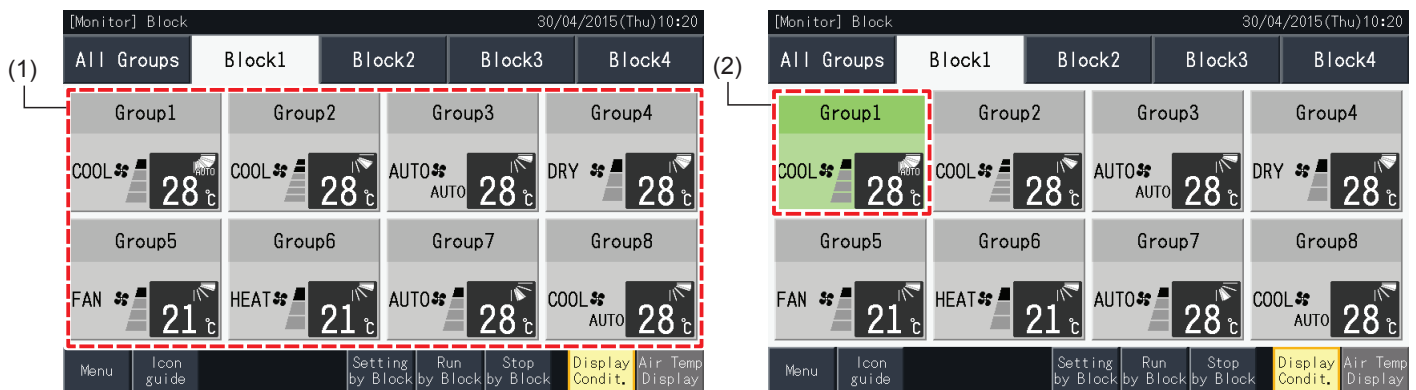 (1)
[Monitor] Block 30/04/2015(Thu)10:20
All Groups Block1 Block2 Block3 Block4
Group1 Group2 Group3 Group4
COOL AUTO 28 ℃ COOL 28 ℃ AUTO AUTO 28 ℃ DRY 28 ℃
Group5 Group6 Group7 Group8
FAN 21 ℃ HEAT 21 ℃ AUTO 28 ℃ COOL AUTO 28 ℃
Menu Icon guide Setting by Block Run by Block Stop by Block Display Condit. Air Temp Display
(2)
[Monitor] Block 30/04/2015(Thu)10:20
All Groups Block1 Block2 Block3 Block4
Group1 Group2 Group3 Group4
COOL AUTO 28 ℃ COOL 28 ℃ AUTO AUTO 28 ℃ DRY 28 ℃
Group5 Group6 Group7 Group8
FAN 21 ℃ HEAT 21 ℃ AUTO 28 ℃ COOL AUTO 28 ℃
Menu Icon guide Setting by Block Run by Block Stop by Block Display Condit. Air Temp Display